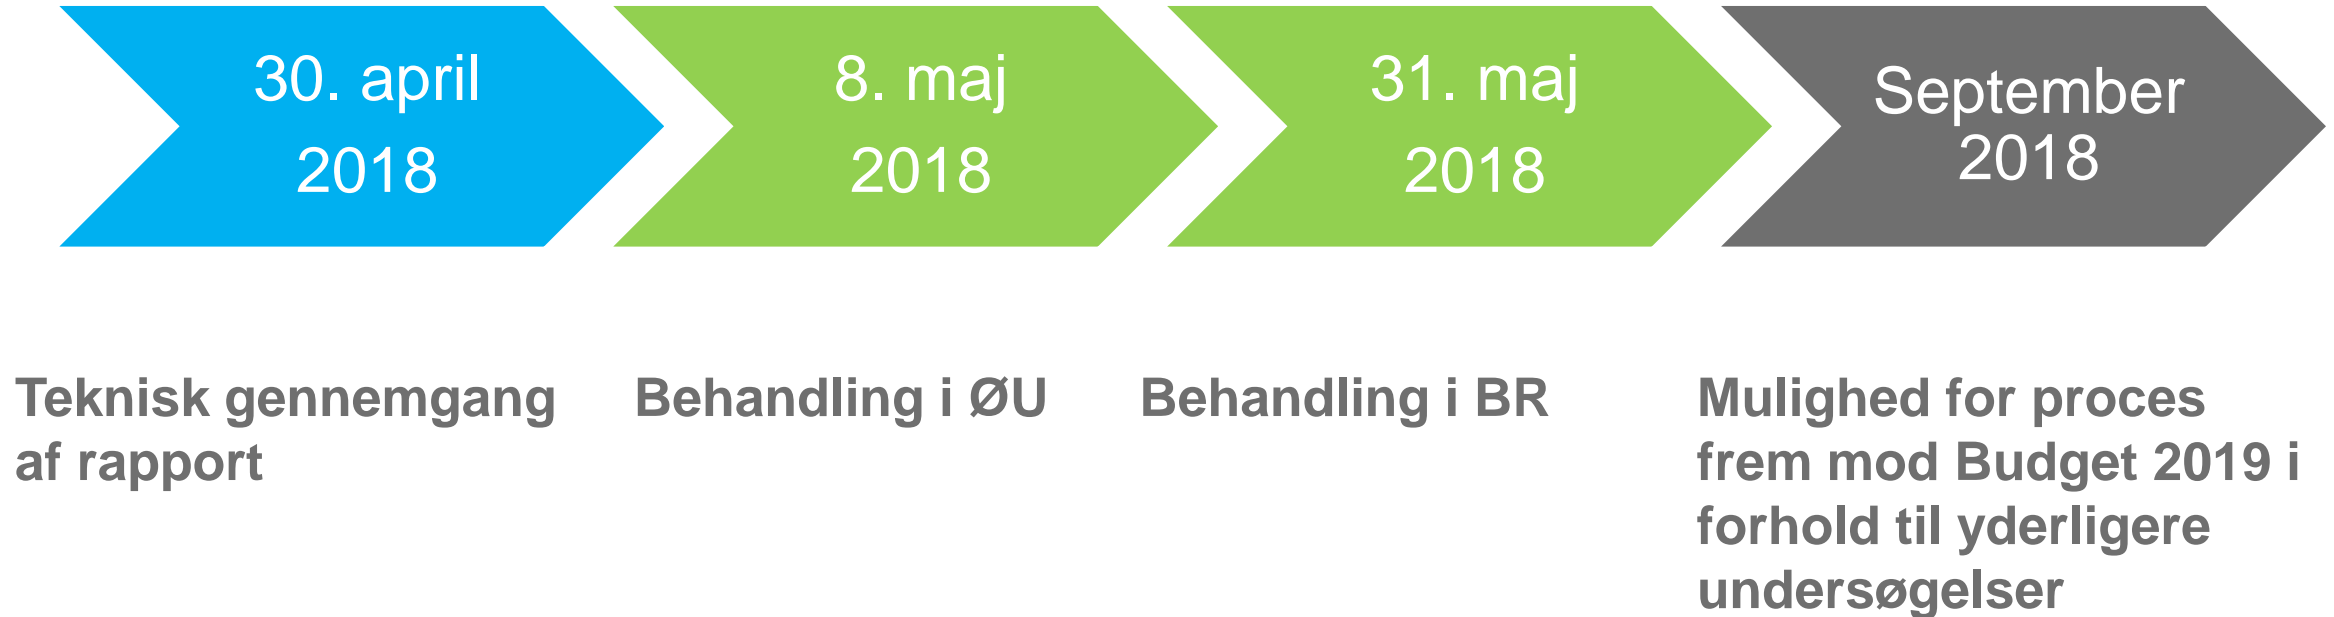 30. april
2018
8. maj
2018
31. maj
2018
September
2018
Teknisk gennemgang
af rapport
Behandling i ØU
Behandling i BR
Mulighed for proces
frem mod Budget 2019 i
forhold til yderligere
undersøgelser